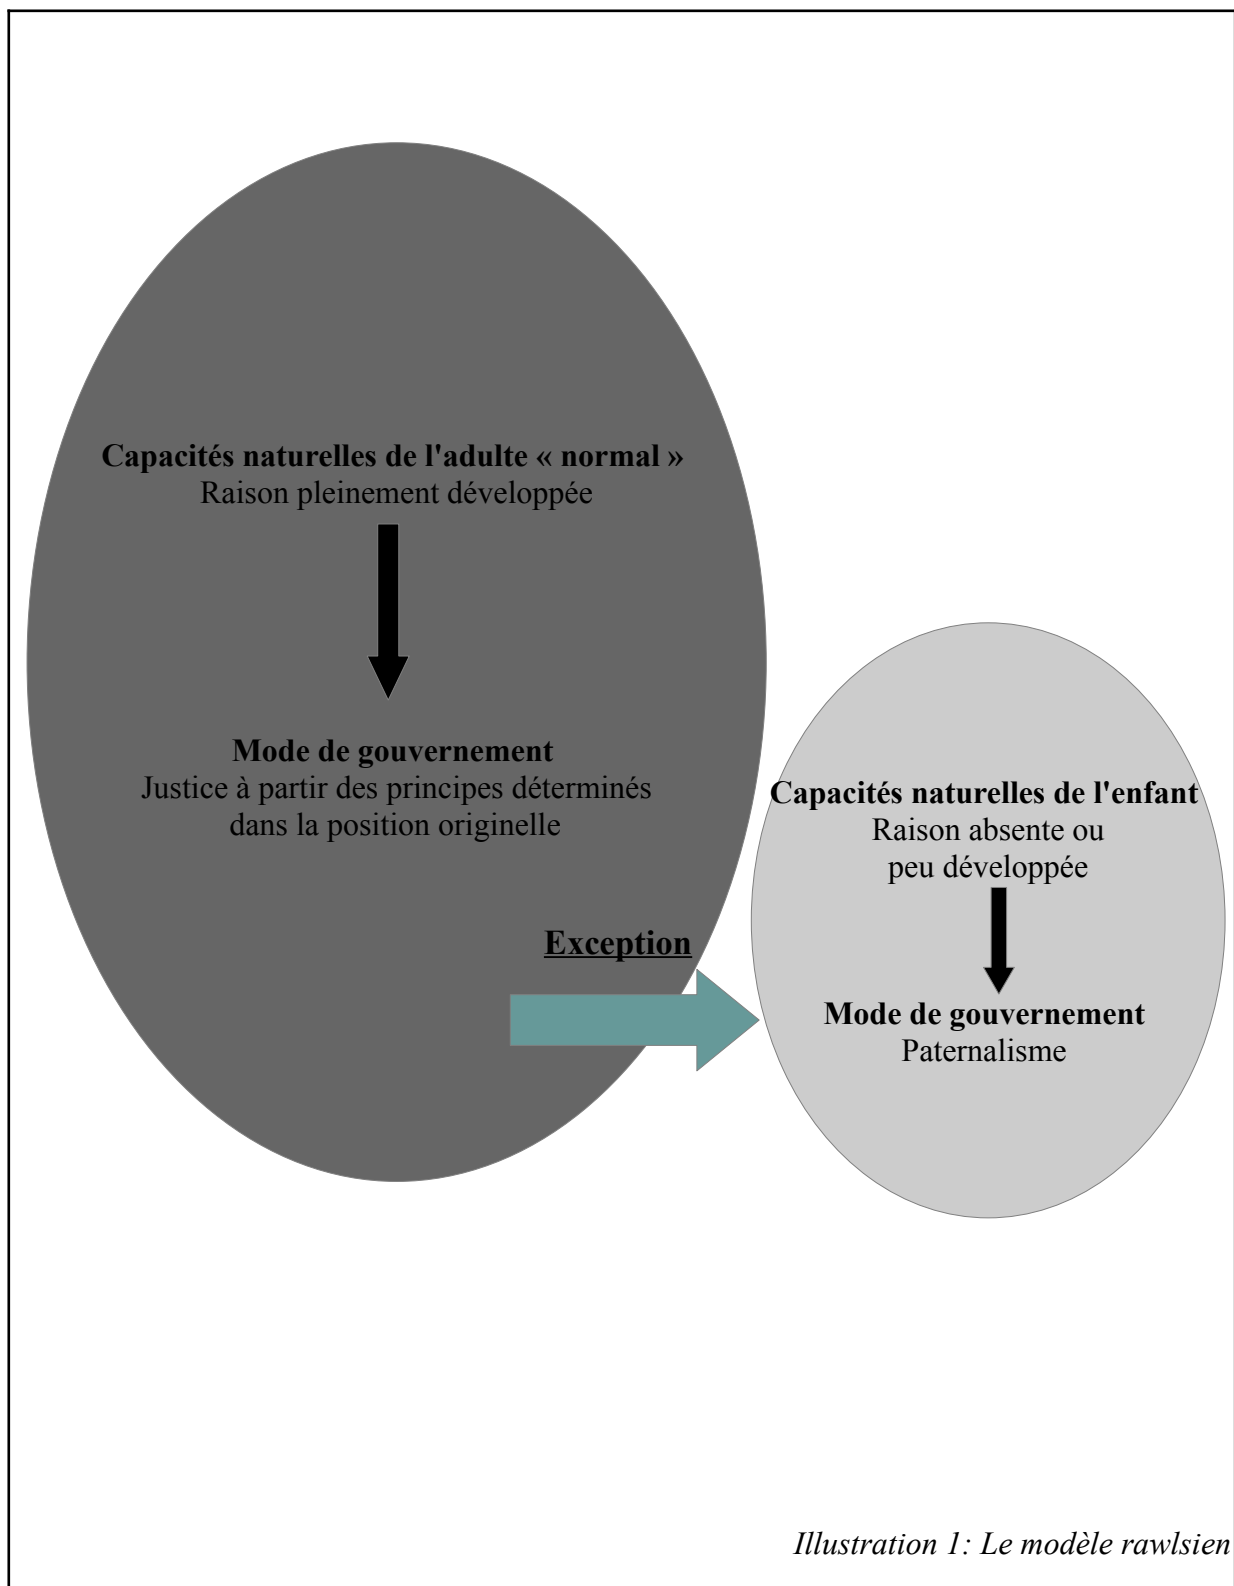 Capacités naturelles de l'adulte « normal »
Raison pleinement développée
Mode de gouvernement
Justice à partir des principes déterminés
dans la position originelle
Exception
Capacités naturelles de l'enfant
Raison absente ou
peu développée
Mode de gouvernement
Paternalisme
Illustration 1: Le modèle rawlsien